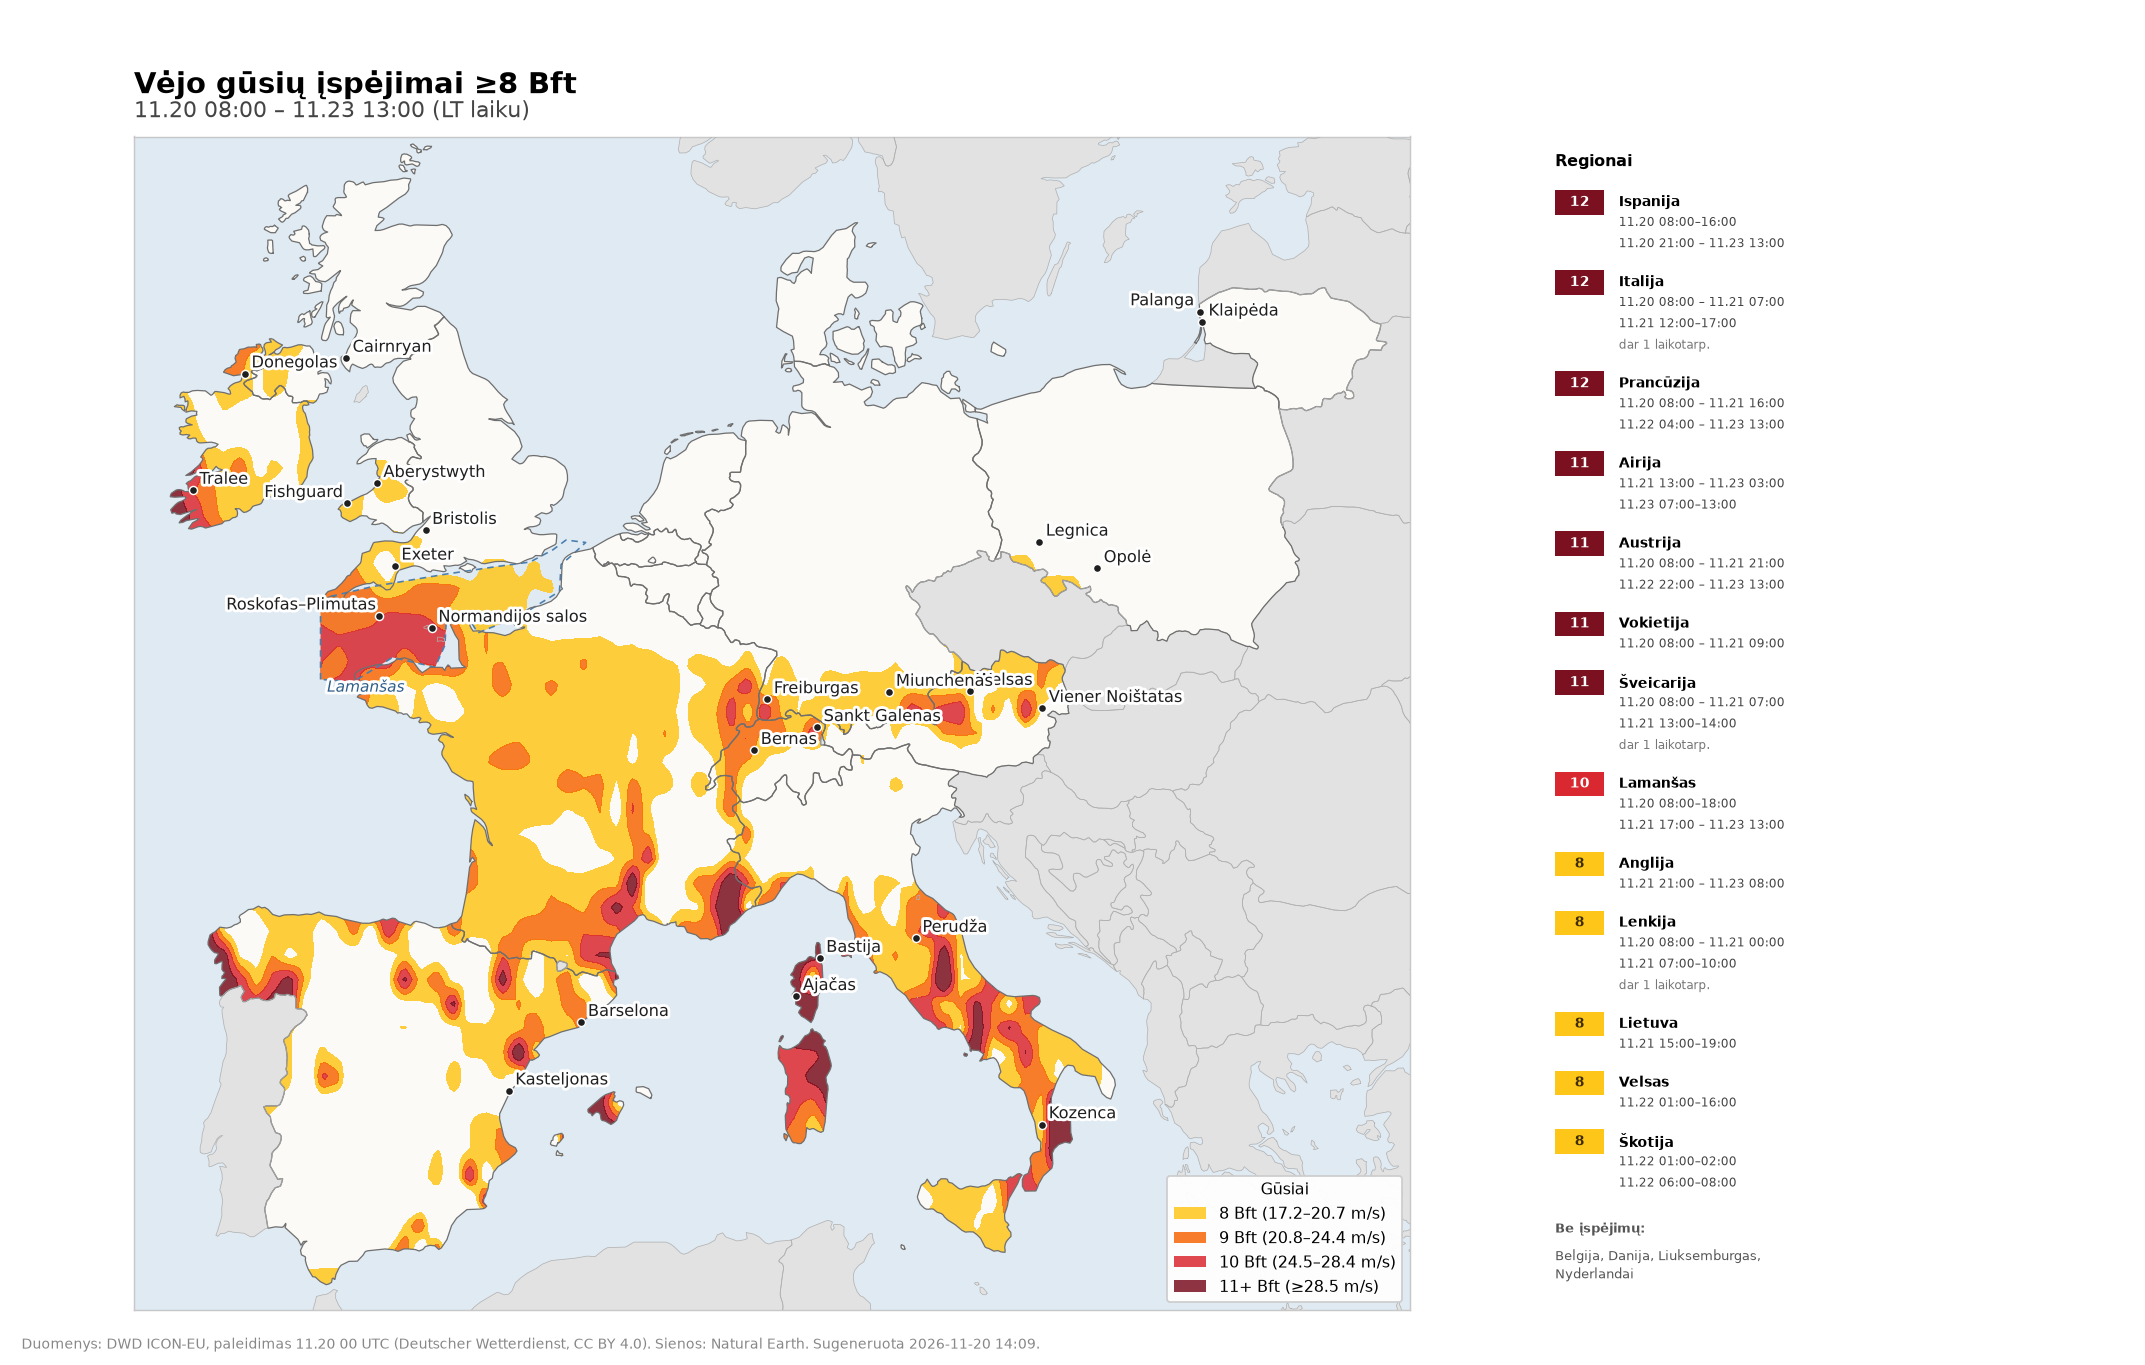 Vėjo gūsių įspėjimai ≥8 Bft
11.20 08:00 – 11.23 13:00 (LT laiku)
Palanga
Klaipėda
Cairnryan
Donegolas
Aberystwyth
Tralee
Fishguard
Bristolis
Exeter
Legnica
Opolė
Roskofas–Plimutas
Normandijos salos
Lamanšas
Freiburgas
Miunchenas
Velsas
Viener Noištatas
Sankt Galenas
Bernas
Perudža
Bastija
Ajačas
Barselona
Kasteljonas
Kozenca
Gūsiai
8 Bft (17.2–20.7 m/s)
9 Bft (20.8–24.4 m/s)
10 Bft (24.5–28.4 m/s)
11+ Bft (≥28.5 m/s)
Regionai
12 Ispanija
11.20 08:00–16:00
11.20 21:00 – 11.23 13:00
12 Italija
11.20 08:00 – 11.21 07:00
11.21 12:00–17:00
dar 1 laikotarp.
12 Prancūzija
11.20 08:00 – 11.21 16:00
11.22 04:00 – 11.23 13:00
11 Airija
11.21 13:00 – 11.23 03:00
11.23 07:00–13:00
11 Austrija
11.20 08:00 – 11.21 21:00
11.22 22:00 – 11.23 13:00
11 Vokietija
11.20 08:00 – 11.21 09:00
11 Šveicarija
11.20 08:00 – 11.21 07:00
11.21 13:00–14:00
dar 1 laikotarp.
10 Lamanšas
11.20 08:00–18:00
11.21 17:00 – 11.23 13:00
8 Anglija
11.21 21:00 – 11.23 08:00
8 Lenkija
11.20 08:00 – 11.21 00:00
11.21 07:00–10:00
dar 1 laikotarp.
8 Lietuva
11.21 15:00–19:00
8 Velsas
11.22 01:00–16:00
8 Škotija
11.22 01:00–02:00
11.22 06:00–08:00
Be įspėjimų:
Belgija, Danija, Liuksemburgas,
Nyderlandai
Duomenys: DWD ICON-EU, paleidimas 11.20 00 UTC (Deutscher Wetterdienst, CC BY 4.0). Sienos: Natural Earth. Sugeneruota 2026-11-20 14:09.